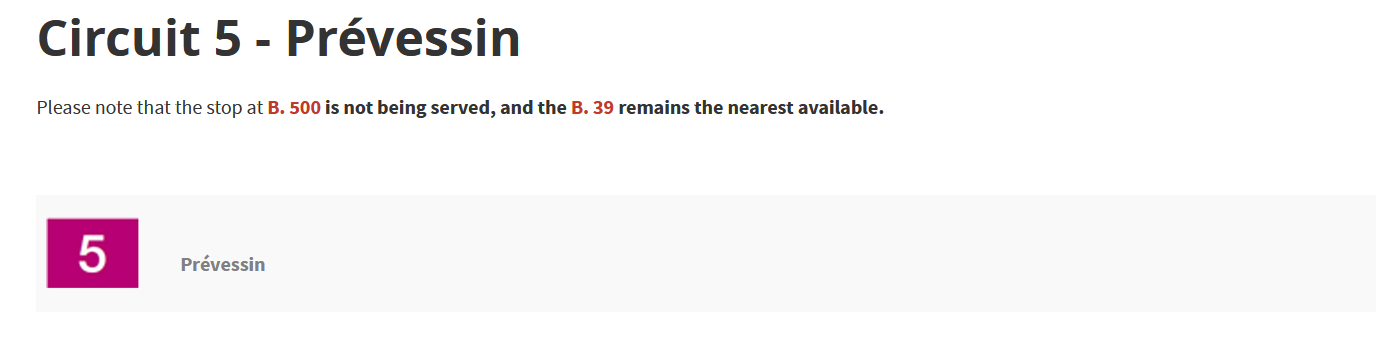 Circuit 5 - Prévessin
Please note that the stop at B. 500 is not being served, and the B. 39 remains the nearest available.
5
Prévessin